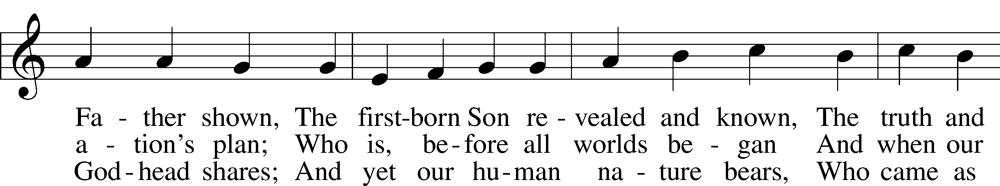 Fa - ther shown, The first-born Son re - vealed and known, The truth and
a - tion's plan; Who is, be - fore all worlds be - gan And when our
God - head shares; And yet our hu - man na - ture bears, Who came as